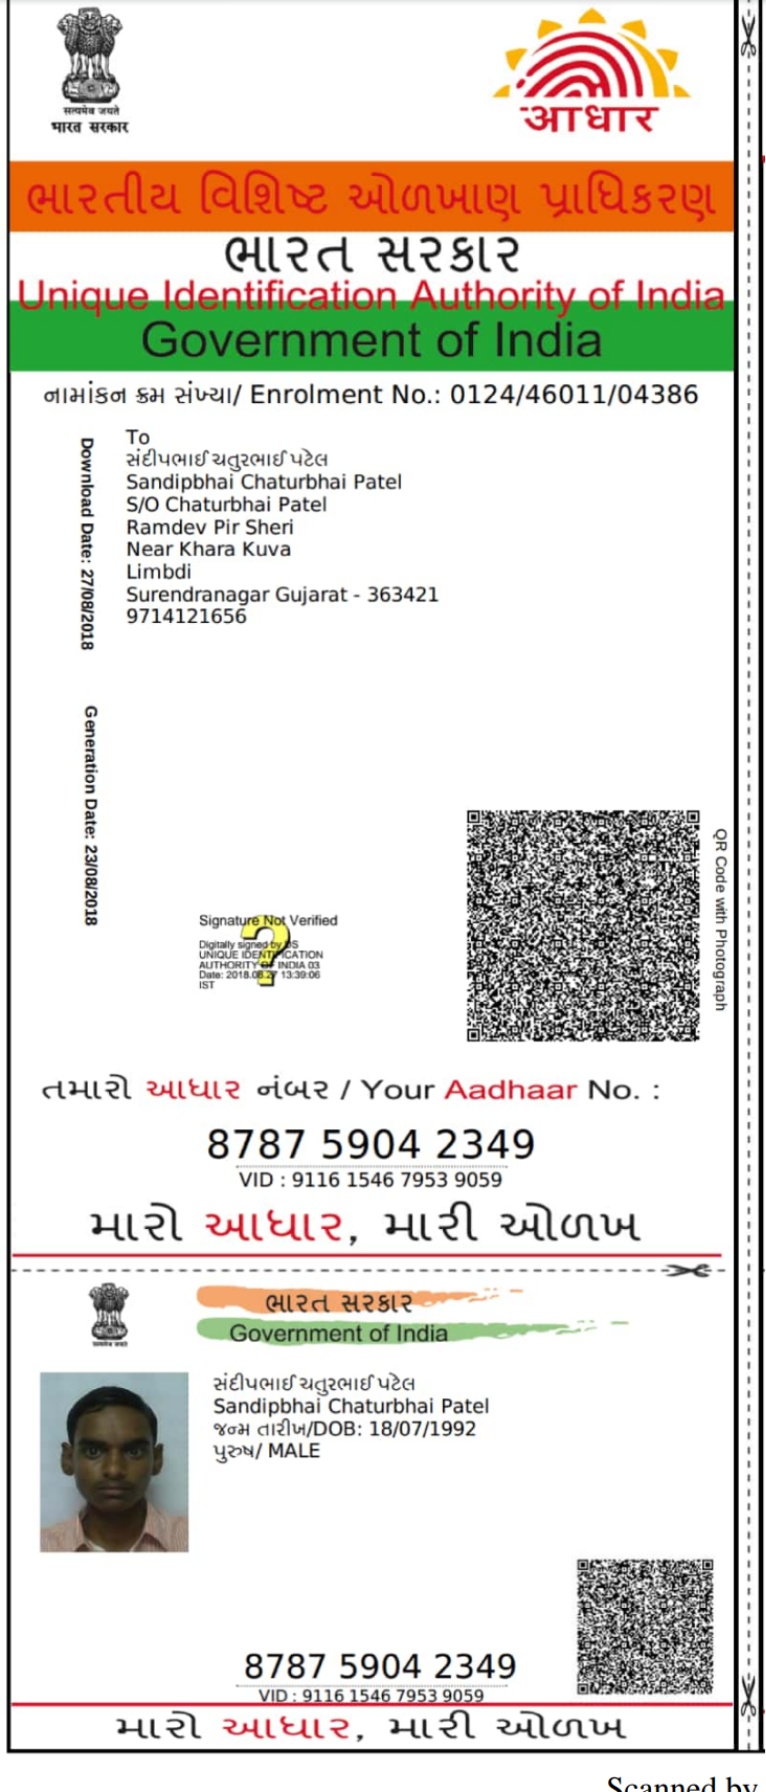 सत्यमेव जयते
भारत सरकार
आधार
ભારતીય વિશિષ્ટ ઓળખાણ પ્રાધિકરણ
ભારત સરકાર
Unique Identification Authority of India
Government of India
નામાંકન ક્રમ સંખ્યા/ Enrolment No.: 0124/46011/04386
Download Date: 27/08/2018
Generation Date: 23/08/2018
To
સંદીપભાઈ ચતુરભાઈ પટેલ
Sandipbhai Chaturbhai Patel
S/O Chaturbhai Patel
Ramdev Pir Sheri
Near Khara Kuva
Limbdi
Surendranagar Gujarat - 363421
9714121656
QR Code with Photograph
Signature Not Verified
Digitally signed by DS
UNIQUE IDENTIFICATION
AUTHORITY OF INDIA 03
Date: 2018.08.27 13:39:06
IST
તમારો આધાર નંબર / Your Aadhaar No. :
8787 5904 2349
VID : 9116 1546 7953 9059
મારો આધાર, મારી ઓળખ
ભારત સરકાર
Government of India
સંદીપભાઈ ચતુરભાઈ પટેલ
Sandipbhai Chaturbhai Patel
જન્મ તારીખ/DOB: 18/07/1992
પુરુષ/ MALE
8787 5904 2349
VID : 9116 1546 7953 9059
મારો આધાર, મારી ઓળખ
Scanned by